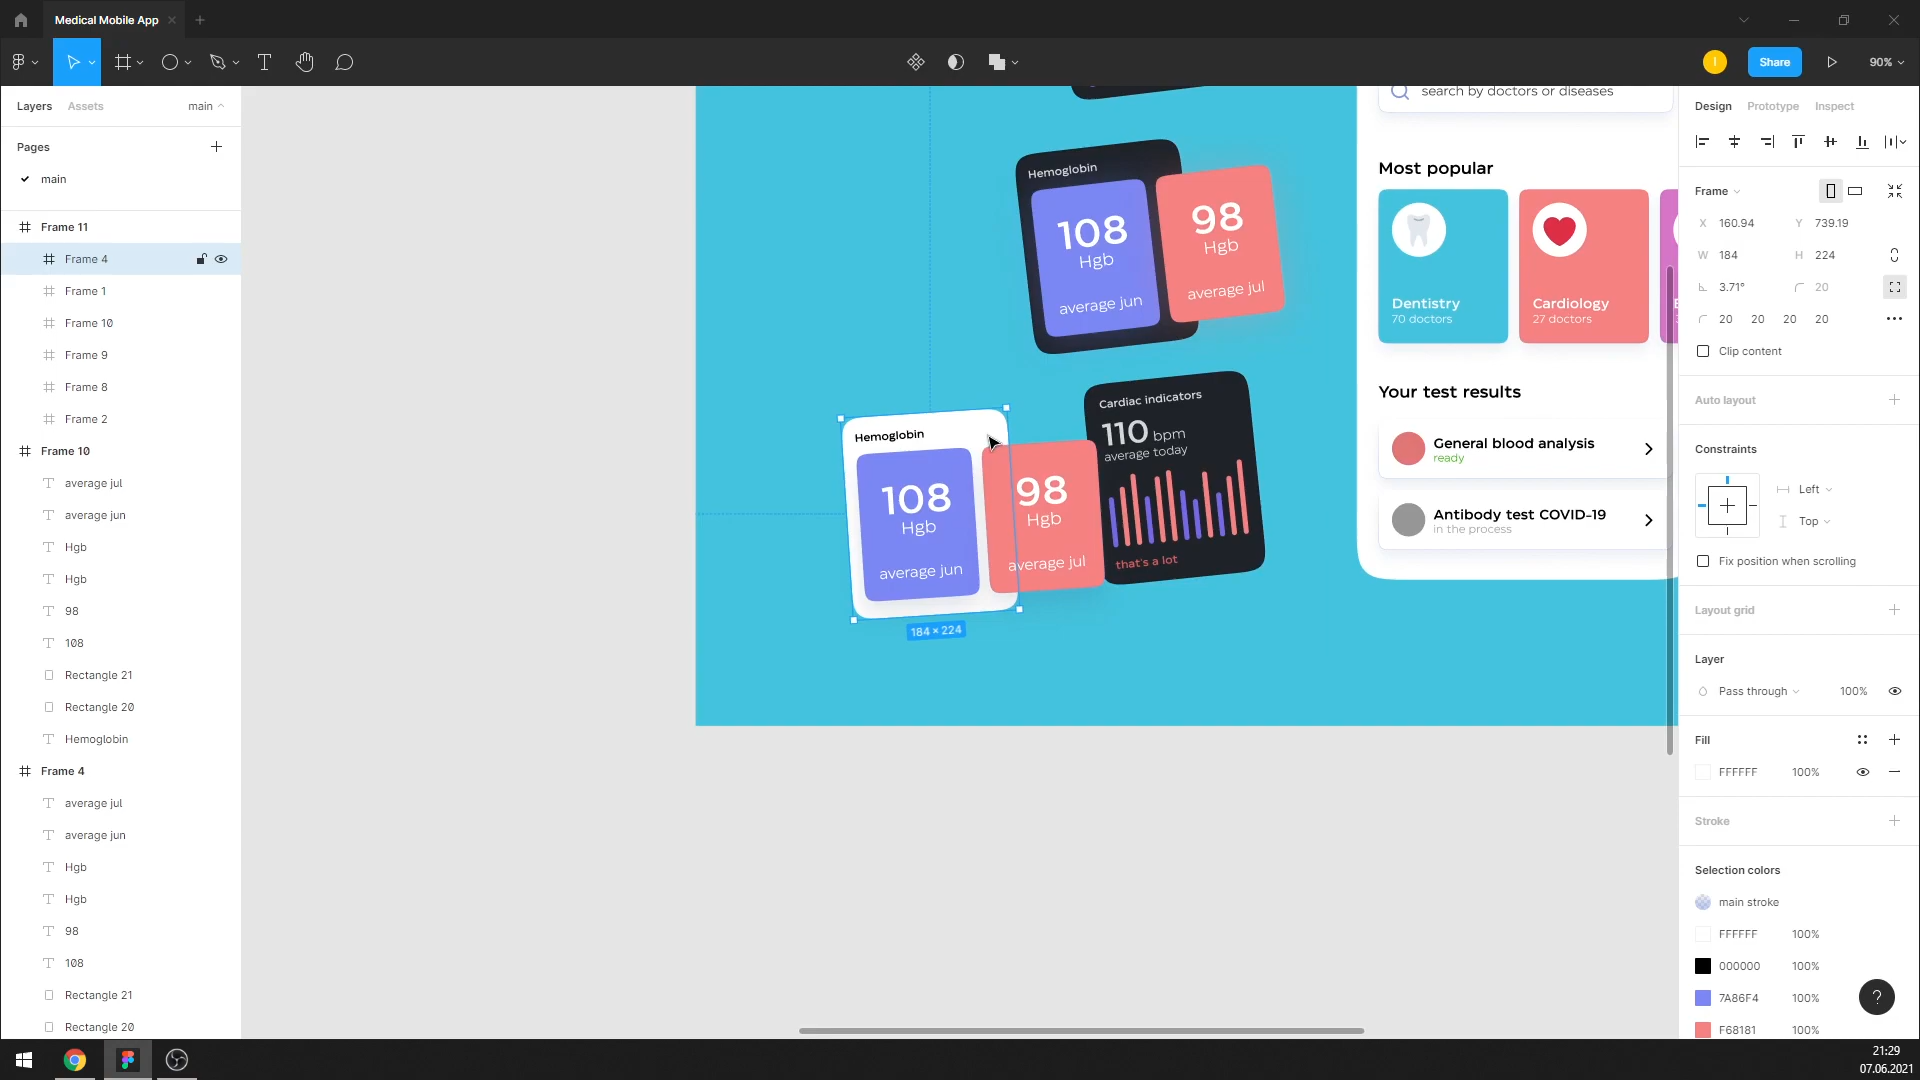 Medical Mobile App
Share
90%
Layers
Assets
main
Pages
main
Frame 11
Frame 4
Frame 1
Frame 10
Frame 9
Frame 8
Frame 2
Frame 10
average jul
average jun
Hgb
Hgb
98
108
Rectangle 21
Rectangle 20
Hemoglobin
Frame 4
average jul
average jun
Hgb
Hgb
98
108
Rectangle 21
Rectangle 20
Hemoglobin
108
Hgb
average jun
98
Hgb
average jul
Hemoglobin
108
Hgb
average jun
98
Hgb
average jul
184 × 224
Cardiac indicators
110 bpm
average today
that's a lot
search by doctors or diseases
Most popular
Dentistry
70 doctors
Cardiology
27 doctors
Your test results
General blood analysis
ready
Antibody test COVID-19
in the process
Design
Prototype
Inspect
Frame
X 160.94 Y 739.19
W 184 H 224
3.71° 20
20 20 20 20
Clip content
Auto layout
Constraints
Left
Top
Fix position when scrolling
Layout grid
Layer
Pass through 100%
Fill
FFFFFF 100%
Stroke
Selection colors
main stroke
FFFFFF 100%
000000 100%
7A86F4 100%
F68181 100%
?
21:29
07.06.2021